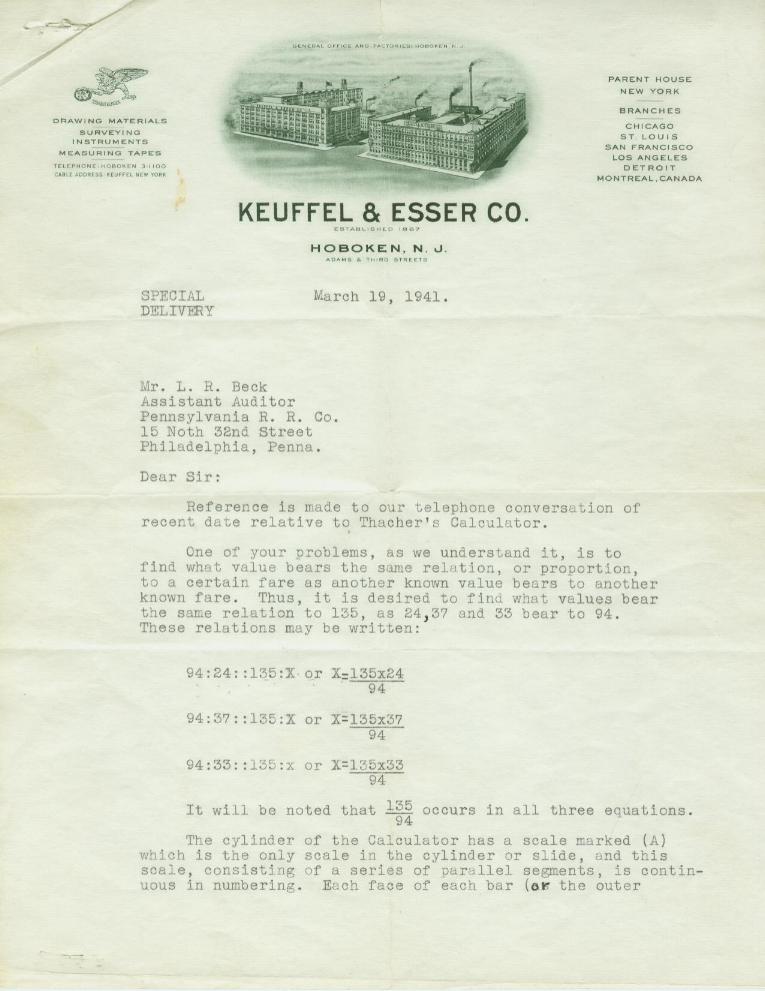 GENERAL OFFICE AND FACTORIES: HOBOKEN N.J.
DRAWING MATERIALS
SURVEYING
INSTRUMENTS
MEASURING TAPES
TELEPHONE: HOBOKEN 3-1100
CABLE ADDRESS: KEUFFEL NEW YORK
PARENT HOUSE
NEW YORK
BRANCHES
CHICAGO
ST. LOUIS
SAN FRANCISCO
LOS ANGELES
DETROIT
MONTREAL, CANADA
KEUFFEL & ESSER CO.
ESTABLISHED 1867
HOBOKEN, N. J.
ADAMS & THIRD STREETS
SPECIAL March 19, 1941.
DELIVERY
Mr. L. R. Beck
Assistant Auditor
Pennsylvania R. R. Co.
15 Noth 32nd Street
Philadelphia, Penna.
Dear Sir:
Reference is made to our telephone conversation of
recent date relative to Thacher's Calculator.
One of your problems, as we understand it, is to
find what value bears the same relation, or proportion,
to a certain fare as another known value bears to another
known fare. Thus, it is desired to find what values bear
the same relation to 135, as 24,37 and 33 bear to 94.
These relations may be written:
94:24::135:X or X=135x24
94
94:37::135:X or X=135x37
94
94:33::135:x or X=135x33
94
It will be noted that 135 occurs in all three equations.
94
The cylinder of the Calculator has a scale marked (A)
which is the only scale in the cylinder or slide, and this
scale, consisting of a series of parallel segments, is contin-
uous in numbering. Each face of each bar (or the outer